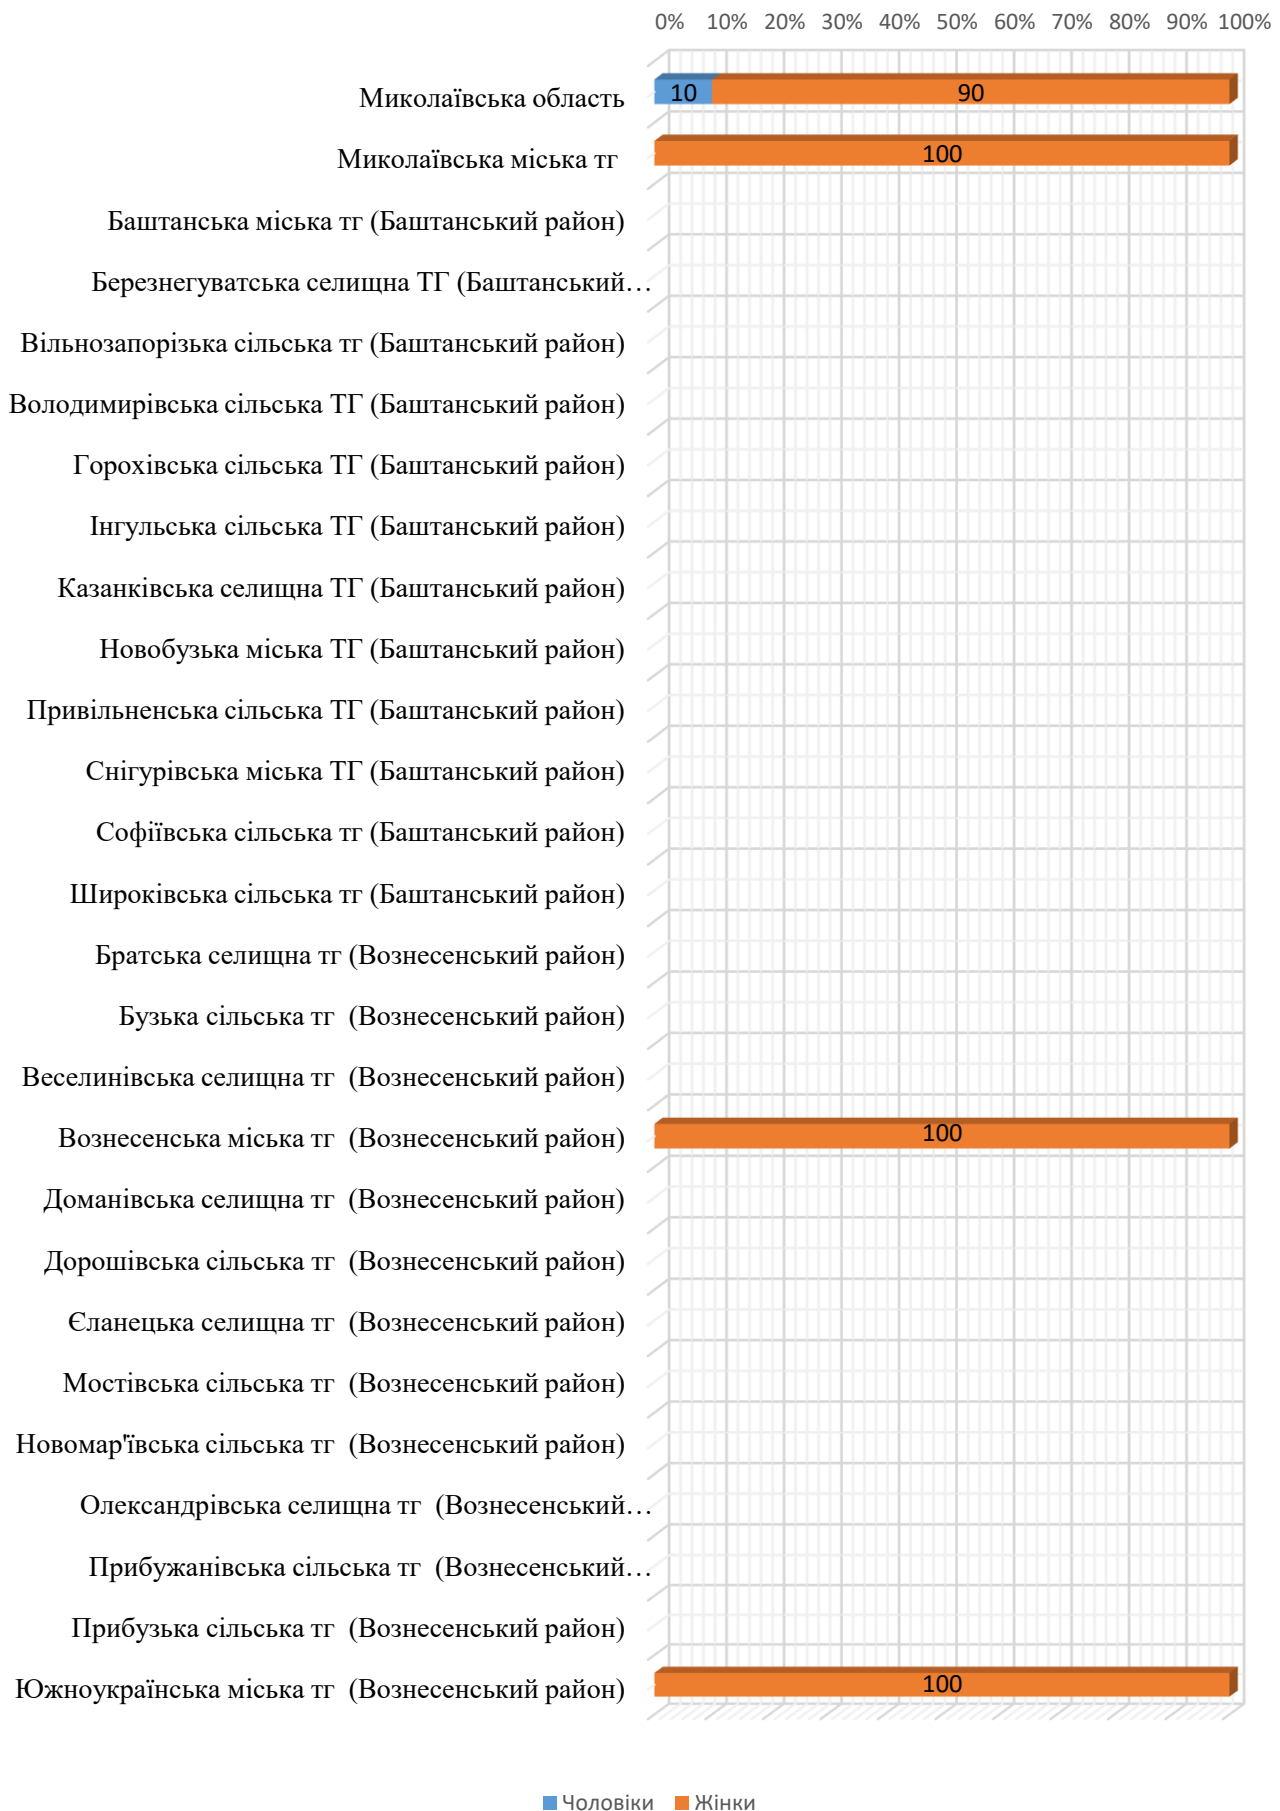 0% 10% 20% 30% 40% 50% 60% 70% 80% 90% 100%
Миколаївська область 10 90
Миколаївська міська тг 100
Баштанська міська тг (Баштанський район)
Березнегуватська селищна ТГ (Баштанський…
Вільнозапорізька сільська тг (Баштанський район)
Володимирівська сільська ТГ (Баштанський район)
Горохівська сільська ТГ (Баштанський район)
Інгульська сільська ТГ (Баштанський район)
Казанківська селищна ТГ (Баштанський район)
Новобузька міська ТГ (Баштанський район)
Привільненська сільська ТГ (Баштанський район)
Снігурівська міська ТГ (Баштанський район)
Софіївська сільська тг (Баштанський район)
Широківська сільська тг (Баштанський район)
Братська селищна тг (Вознесенський район)
Бузька сільська тг (Вознесенський район)
Веселинівська селищна тг (Вознесенський район)
Вознесенська міська тг (Вознесенський район) 100
Доманівська селищна тг (Вознесенський район)
Дорошівська сільська тг (Вознесенський район)
Єланецька селищна тг (Вознесенський район)
Мостівська сільська тг (Вознесенський район)
Новомар'ївська сільська тг (Вознесенський район)
Олександрівська селищна тг (Вознесенський…
Прибужанівська сільська тг (Вознесенський…
Прибузька сільська тг (Вознесенський район)
Южноукраїнська міська тг (Вознесенський район) 100
Чоловіки Жінки